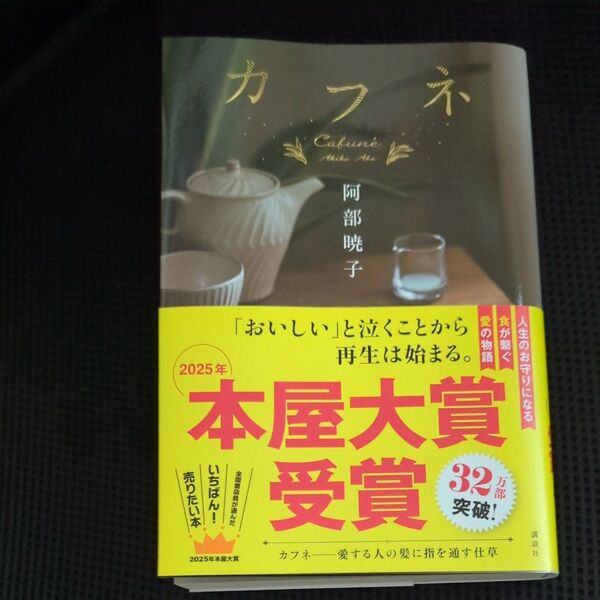 カフネ
Cafuné
Akiko Abe
阿部暁子
人生のお守りになる
食が繋ぐ
愛の物語
「おいしい」と泣くことから
再生は始まる。
2025年
本屋大賞
受賞
32万部
突破!
全国書店員が選んだ
いちばん!
売りたい本
2025年本屋大賞
カフネ——愛する人の髪に指を通す仕草
講談社